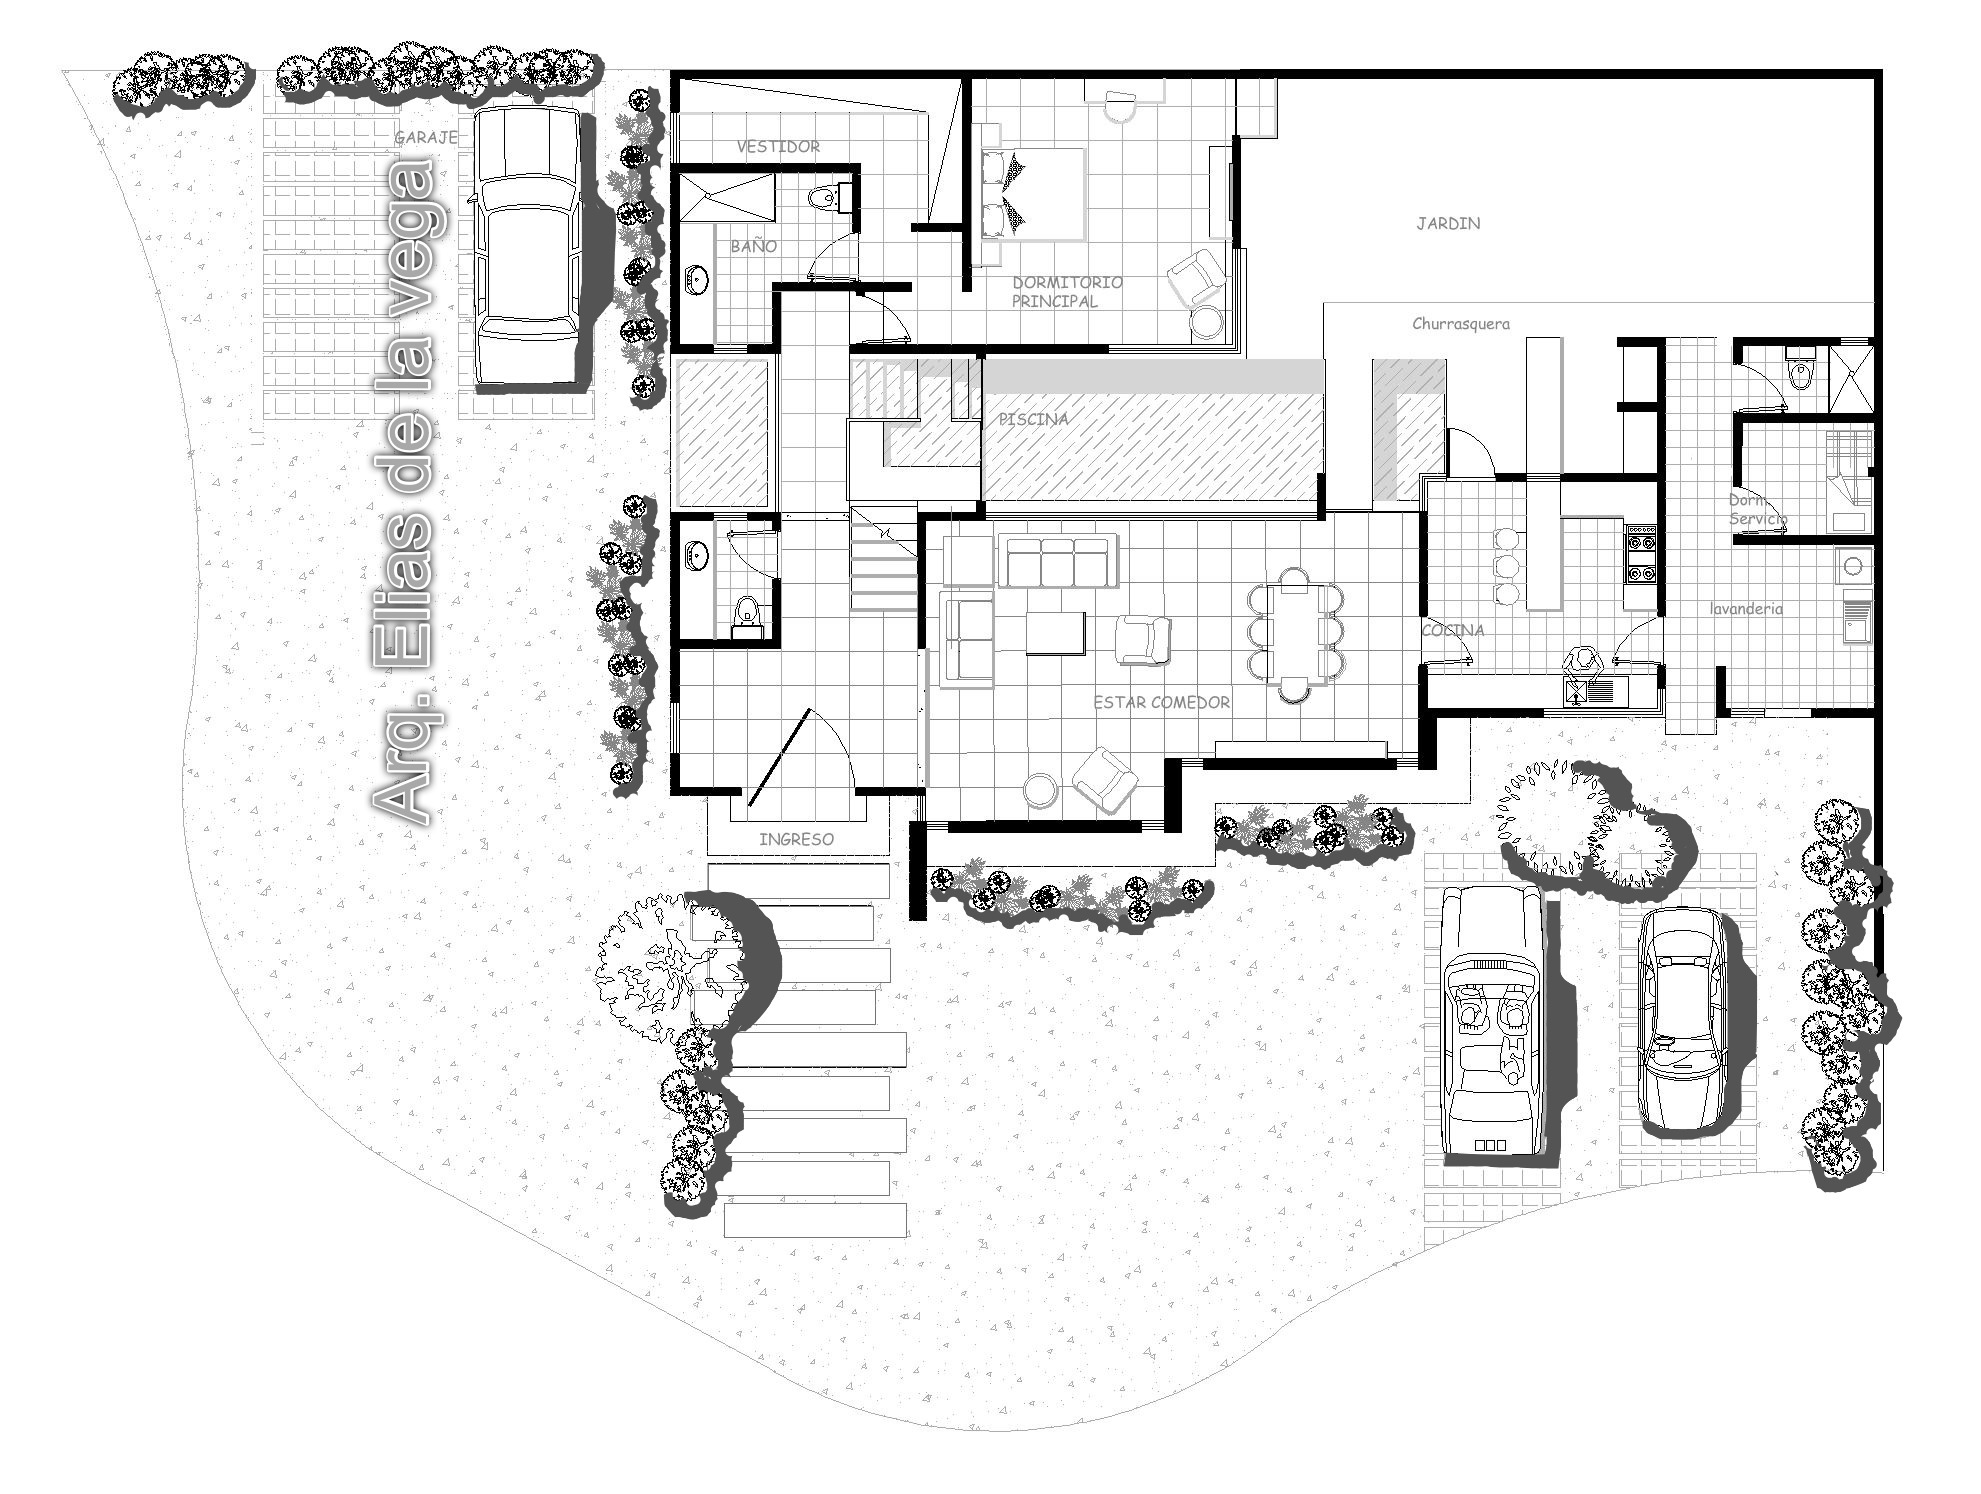 GARAJE
VESTIDOR
BAÑO
DORMITORIO
PRINCIPAL
JARDIN
Churrasquera
PISCINA
Dorm.
Servicio
lavanderia
COCINA
ESTAR COMEDOR
INGRESO
Arq. Elias de la vega